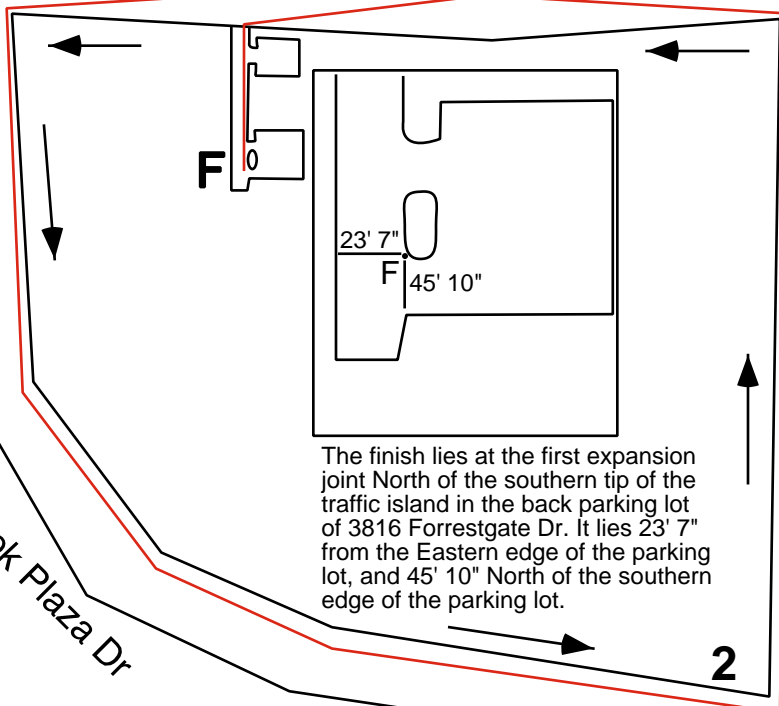 F
23' 7"
F
45' 10"
The finish lies at the first expansion
joint North of the southern tip of the
traffic island in the back parking lot
of 3816 Forrestgate Dr. It lies 23' 7"
from the Eastern edge of the parking
lot, and 45' 10" North of the southern
edge of the parking lot.
ok Plaza Dr
2